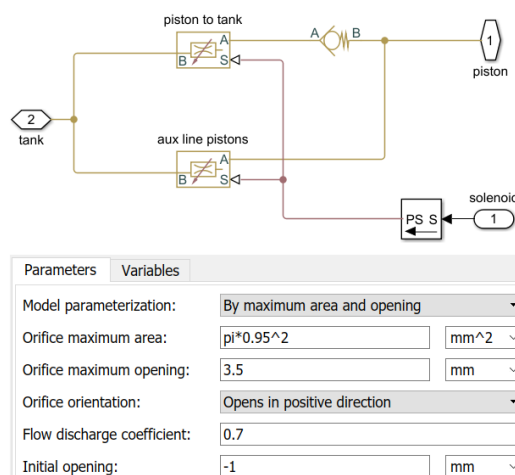 piston to tank
A
B
S
A
B
1
piston
2
tank
aux line pistons
A
B
S
PS S
solenoid
1
Parameters
Variables
Model parameterization:
By maximum area and opening
Orifice maximum area:
pi*0.95^2
mm^2
Orifice maximum opening:
3.5
mm
Orifice orientation:
Opens in positive direction
Flow discharge coefficient:
0.7
Initial opening:
-1
mm